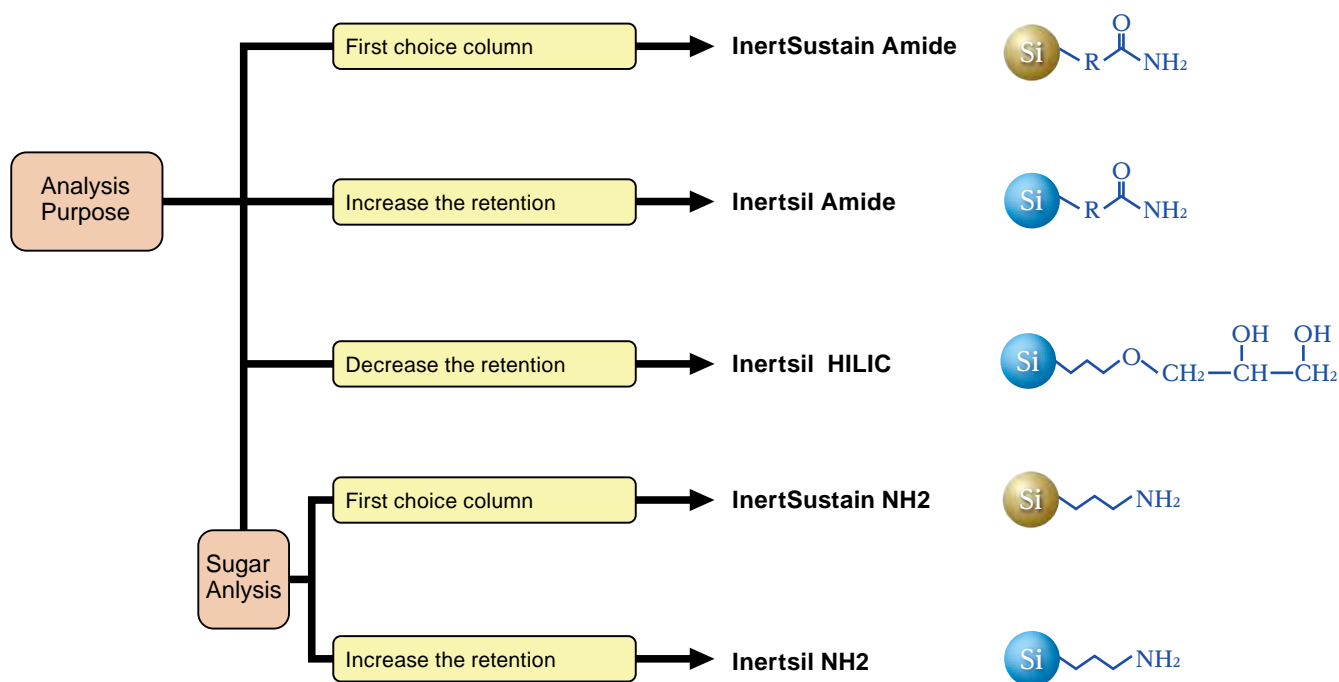 First choice column
InertSustain Amide
Si
R
O
NH2
Analysis
Purpose
Increase the retention
Inertsil Amide
Si
R
O
NH2
Decrease the retention
Inertsil HILIC
Si
O
CH2
OH
CH
OH
CH2
First choice column
InertSustain NH2
Si
NH2
Sugar
Anlysis
Increase the retention
Inertsil NH2
Si
NH2